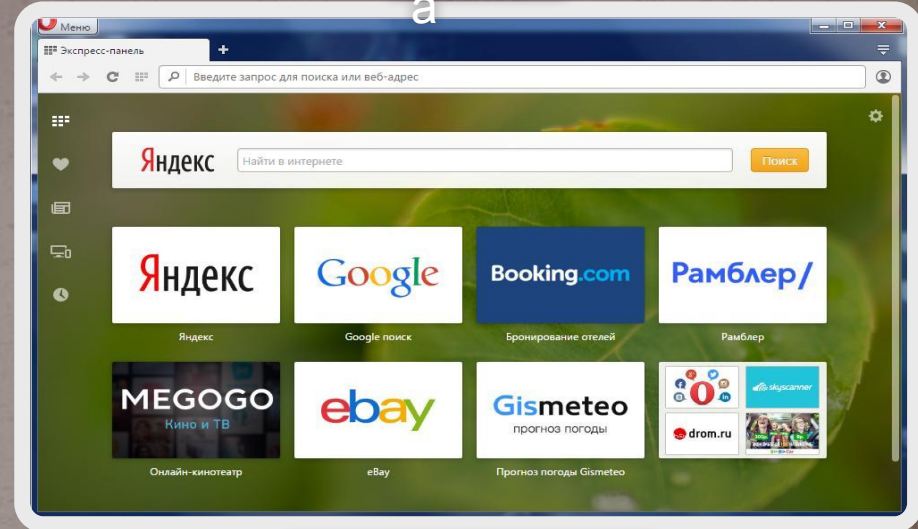 а
Меню
Экспресс-панель
Введите запрос для поиска или веб-адрес
Яндекс Найти в интернете Поиск
Яндекс Google Booking.com Рамблер/
Яндекс Google поиск Бронирование отелей Рамблер
MEGOGO
Кино и ТВ
ebay
Gismeteo
прогноз погоды
skyscanner
drom.ru
Онлайн-кинотеатр eBay Прогноз погоды Gismeteo